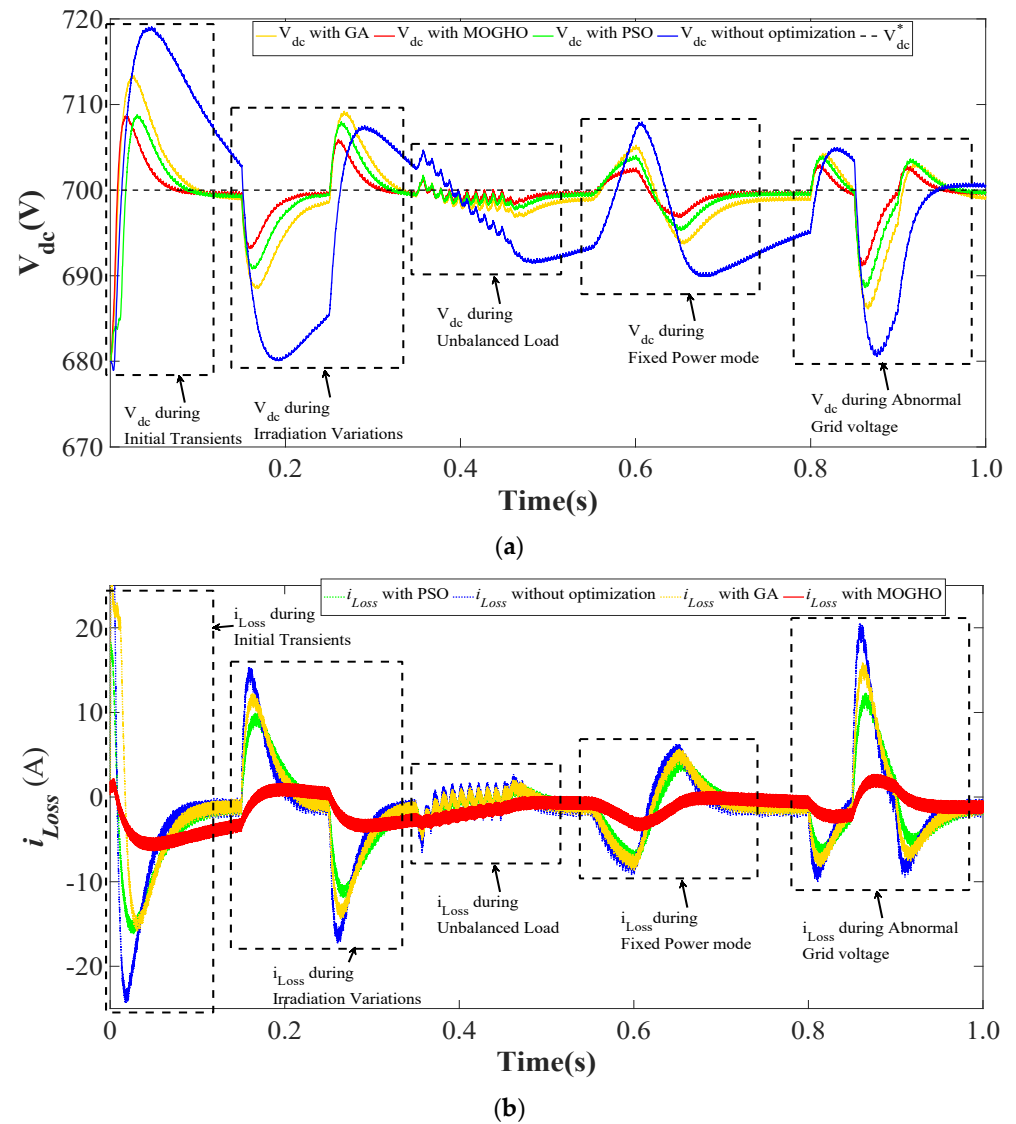 (a)
720
V_dc with GA V_dc with MOGHO V_dc with PSO V_dc without optimization V*_dc
710
700
V_dc(V)
690
680
670
V_dc during
Initial Transients
V_dc during
Irradiation Variations
V_dc during
Unbalanced Load
V_dc during
Fixed Power mode
V_dc during Abnormal
Grid voltage
0.2 0.4 0.6 0.8 1.0
Time(s)
(a)
i_Loss with PSO i_Loss without optimization i_Loss with GA i_Loss with MOGHO
20
10
0
-10
-20
i_Loss (A)
i_Loss during
Initial Transients
i_Loss during
Irradiation Variations
i_Loss during
Unbalanced Load
i_Loss during
Fixed Power mode
i_Loss during Abnormal
Grid voltage
0 0.2 0.4 0.6 0.8 1.0
Time(s)
(b)